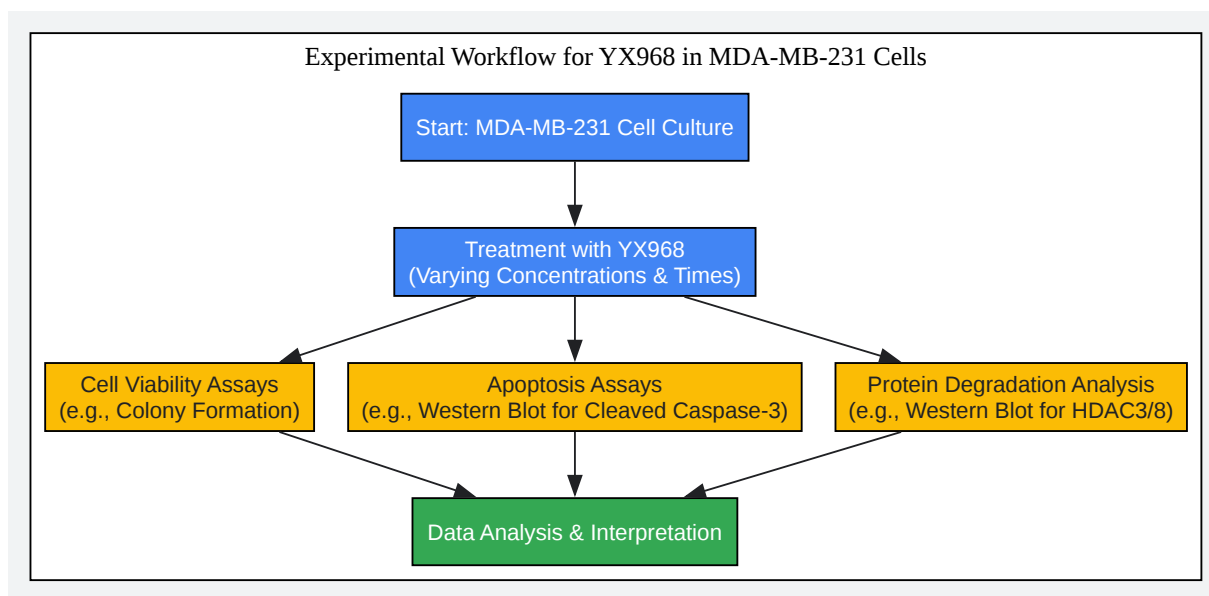 Experimental Workflow for YX968 in MDA-MB-231 Cells
Start: MDA-MB-231 Cell Culture
Treatment with YX968
(Varying Concentrations & Times)
Cell Viability Assays
(e.g., Colony Formation)
Apoptosis Assays
(e.g., Western Blot for Cleaved Caspase-3)
Protein Degradation Analysis
(e.g., Western Blot for HDAC3/8)
Data Analysis & Interpretation